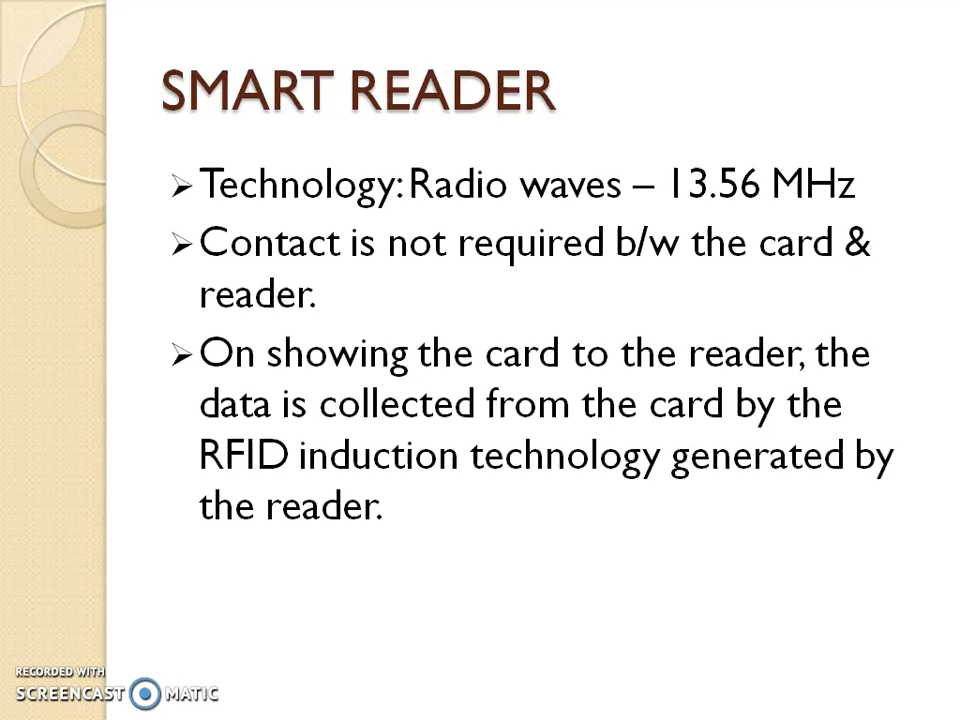 SMART READER
Technology: Radio waves – 13.56 MHz
Contact is not required b/w the card &
reader.
On showing the card to the reader, the
data is collected from the card by the
RFID induction technology generated by
the reader.
RECORDED WITH
SCREENCAST MATIC